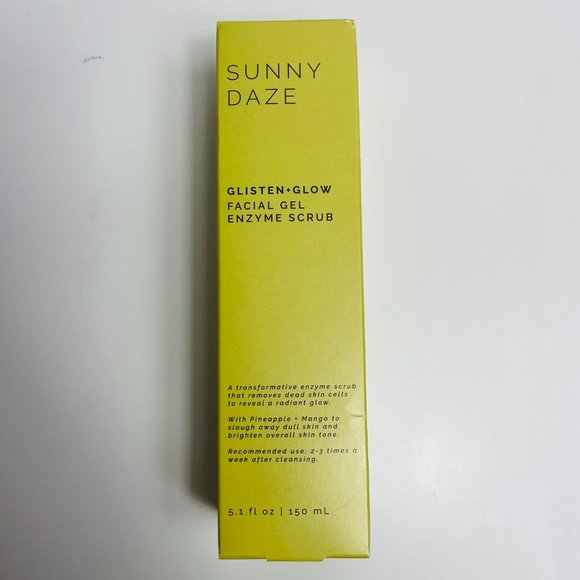 SUNNY
DAZE
GLISTEN+GLOW
FACIAL GEL
ENZYME SCRUB
A transformative enzyme scrub
that removes dead skin cells
to reveal a radiant glow.
With Pineapple + Mango to
slough away dull skin and
brighten overall skin tone.
Recommended use: 2-3 times a
week after cleansing.
5.1 fl oz | 150 mL